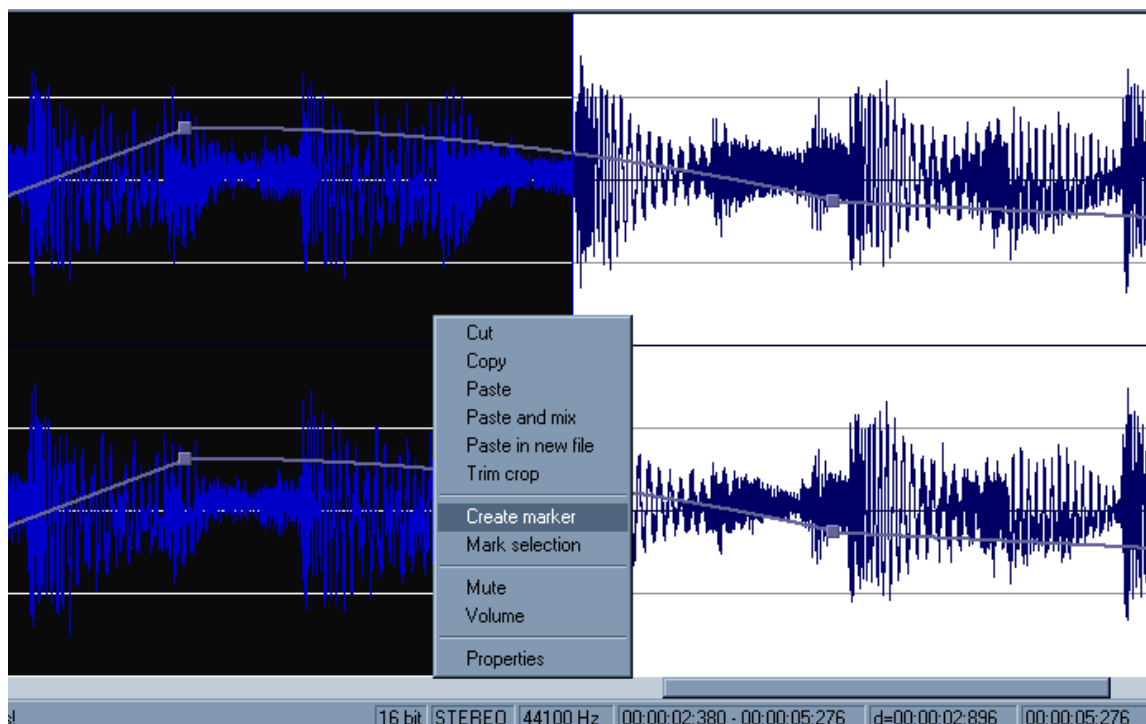 Cut
Copy
Paste
Paste and mix
Paste in new file
Trim crop
Create marker
Mark selection
Mute
Volume
Properties
s! 16 bit STEREO 44100 Hz 00:00:02:380 - 00:00:05:276 d=00:00:02:896 00:00:05:276